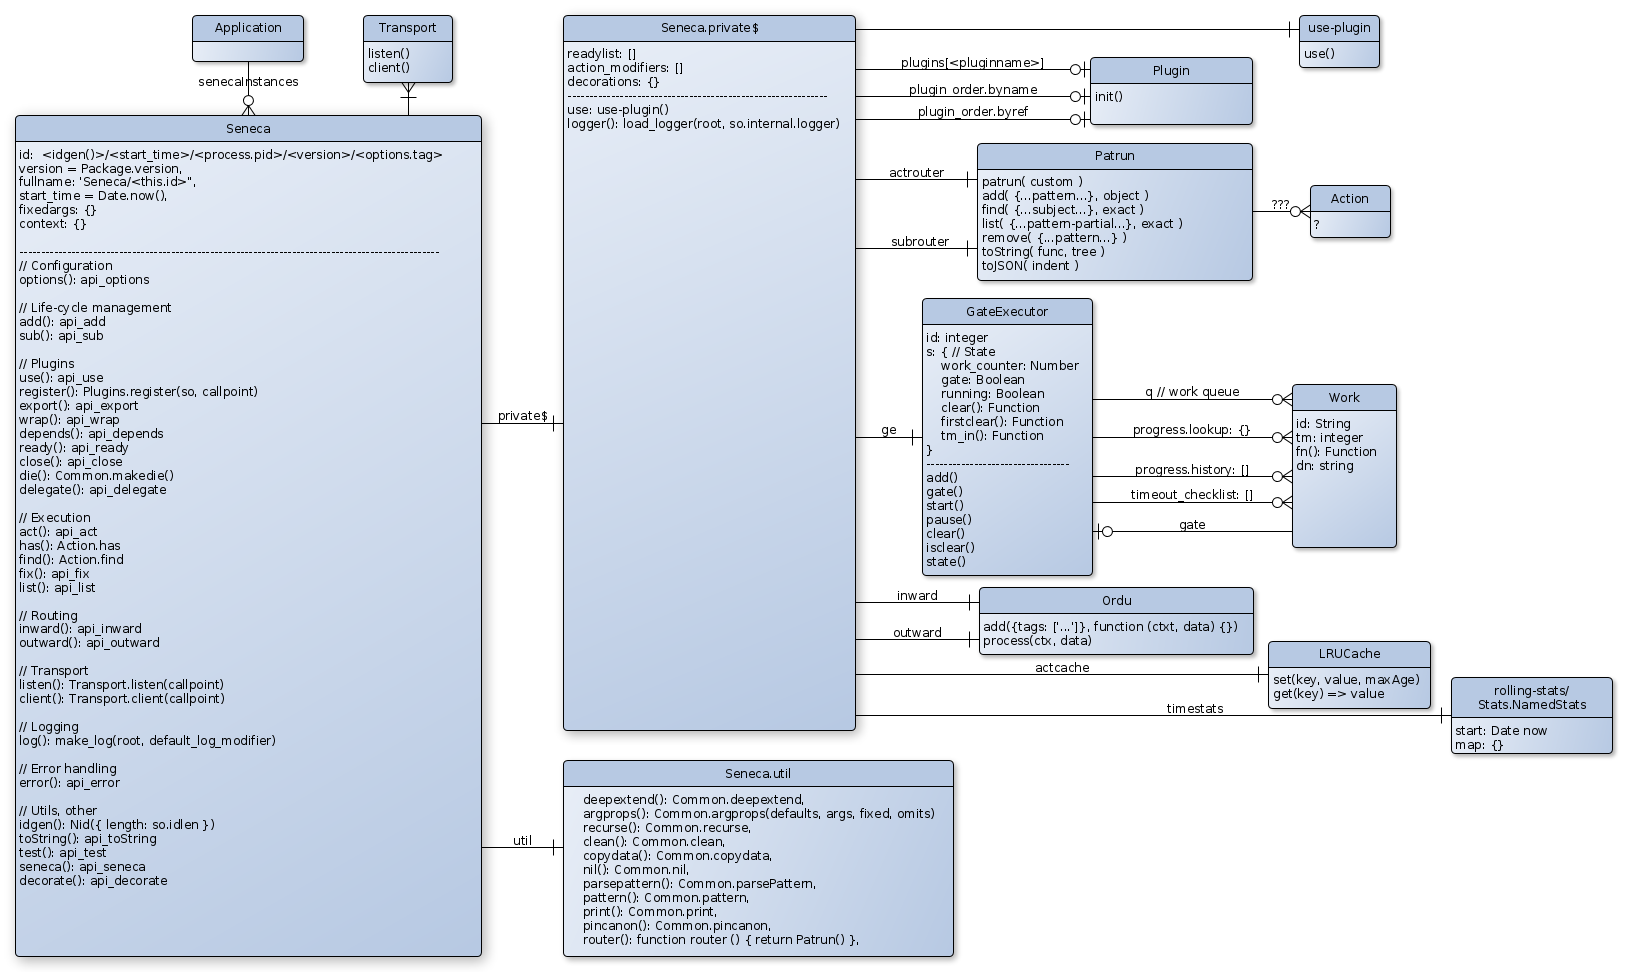 Application
senecaInstances
Transport
listen()
client()
Seneca
id:  <idgen()>/<start_time>/<process.pid>/<version>/<options.tag>
version = Package.version,
fullname: 'Seneca/<this.id>",
start_time = Date.now(),
fixedargs: {}
context: {}
--------------------------------------------------------------------------------------------
// Configuration
options(): api_options
// Life-cycle management
add(): api_add
sub(): api_sub
// Plugins
use(): api_use
register(): Plugins.register(so, callpoint)
export(): api_export
wrap(): api_wrap
depends(): api_depends
ready(): api_ready
close(): api_close
die(): Common.makedie()
delegate(): api_delegate
// Execution
act(): api_act
has(): Action.has
find(): Action.find
fix(): api_fix
list(): api_list
// Routing
inward(): api_inward
outward(): api_outward
// Transport
listen(): Transport.listen(callpoint)
client(): Transport.client(callpoint)
// Logging
log(): make_log(root, default_log_modifier)
// Error handling
error(): api_error
// Utils, other
idgen(): Nid({ length: so.idlen })
toString(): api_toString
test(): api_test
seneca(): api_seneca
decorate(): api_decorate
private$
util
Seneca.private$
readylist: []
action_modifiers: []
decorations: {}
---------------------------------------------------------
use: use-plugin()
logger(): load_logger(root, so.internal.logger)
use-plugin
use()
plugins[<pluginname>]
plugin_order.byname
plugin_order.byref
Plugin
init()
actrouter
subrouter
Patrun
patrun( custom )
add( {...pattern...}, object )
find( {...subject...}, exact )
list( {...pattern-partial...}, exact )
remove( {...pattern...} )
toString( func, tree )
toJSON( indent )
???
Action
?
ge
GateExecutor
id: integer
s: { // State
work_counter: Number
gate: Boolean
running: Boolean
clear(): Function
firstclear(): Function
tm_in(): Function
}
--------------------------------
add()
gate()
start()
pause()
clear()
isclear()
state()
q // work queue
progress.lookup: {}
progress.history: []
timeout_checklist: []
gate
Work
id: String
tm: integer
fn(): Function
dn: string
inward
outward
Ordu
add({tags: ['...']}, function (ctxt, data) {})
process(ctx, data)
actcache
LRUCache
set(key, value, maxAge)
get(key) => value
timestats
rolling-stats/
Stats.NamedStats
start: Date now
map: {}
Seneca.util
deepextend(): Common.deepextend,
argprops(): Common.argprops(defaults, args, fixed, omits)
recurse(): Common.recurse,
clean(): Common.clean,
copydata(): Common.copydata,
nil(): Common.nil,
parsepattern(): Common.parsePattern,
pattern(): Common.pattern,
print(): Common.print,
pincanon(): Common.pincanon,
router(): function router () { return Patrun() },